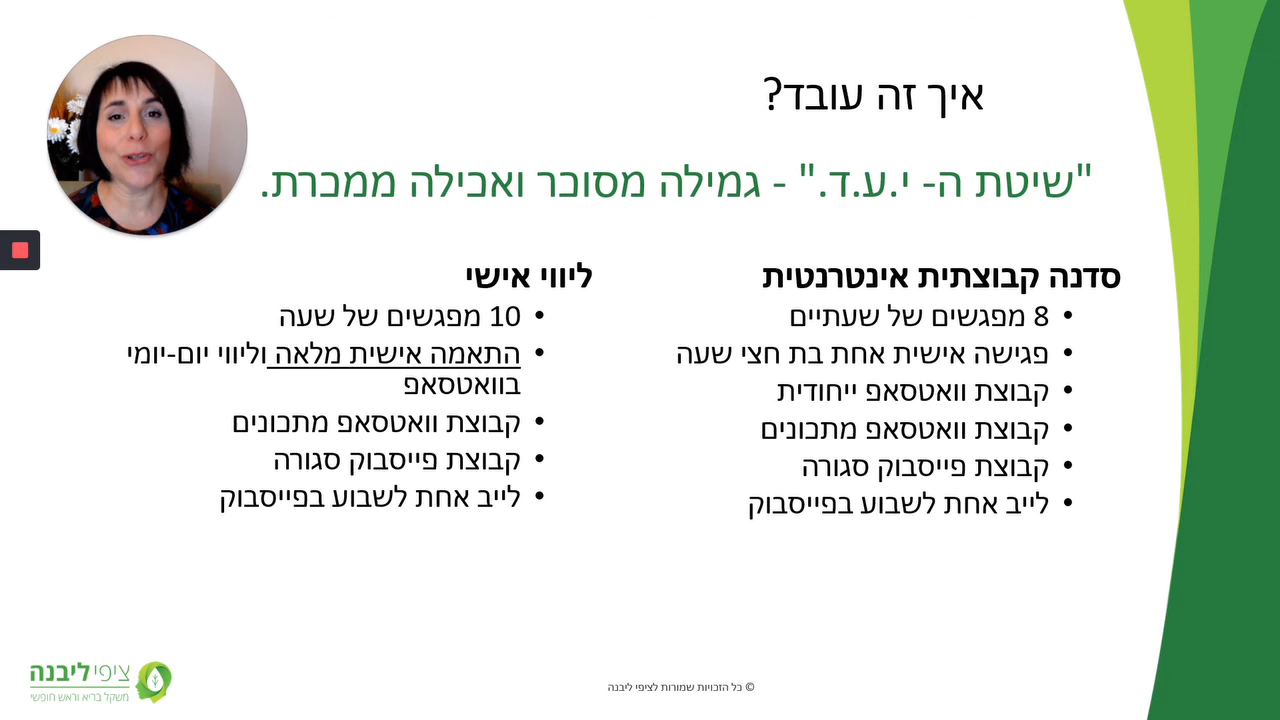 איך זה עובד?
"שיטת ה- י.ע.ד." - גמילה מסוכר ואכילה ממכרת.
סדנה קבוצתית אינטרנטית
• 8 מפגשים של שעתיים
• פגישה אישית אחת בת חצי שעה
• קבוצת וואטסאפ ייחודית
• קבוצת וואטסאפ מתכונים
• קבוצת פייסבוק סגורה
• לייב אחת לשבוע בפייסבוק
ליווי אישי
• 10 מפגשים של שעה
• התאמה אישית מלאה וליווי יום-יומי
בוואטסאפ
• קבוצת וואטסאפ מתכונים
• קבוצת פייסבוק סגורה
• לייב אחת לשבוע בפייסבוק
ציפי ליבנה
משקל בריא וראש חופשי
© כל הזכויות שמורות לציפי ליבנה